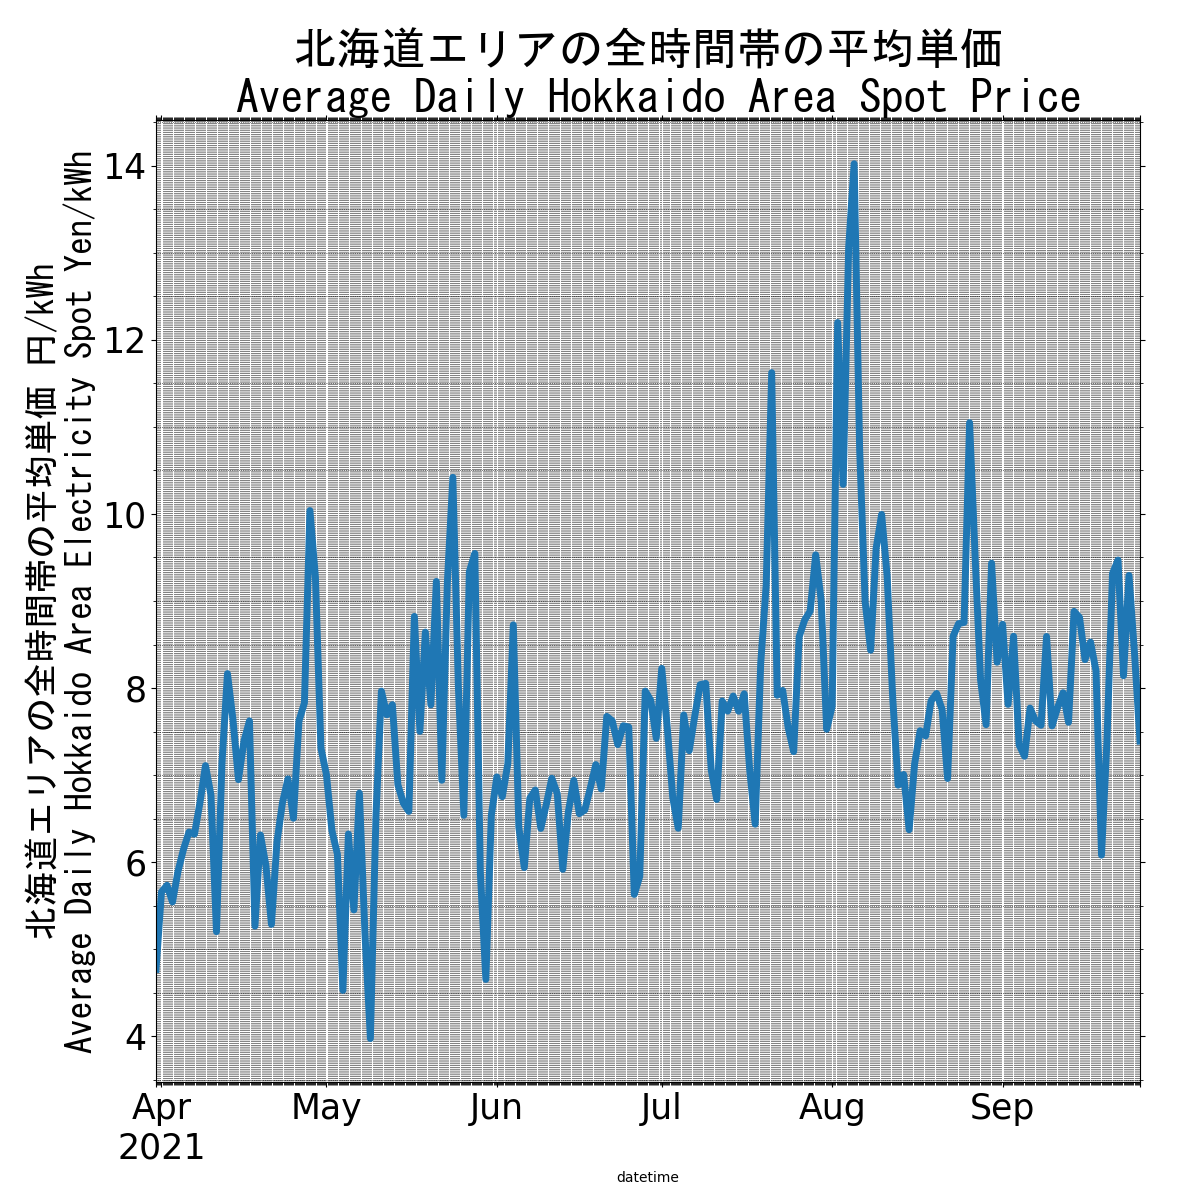 北海道エリアの全時間帯の平均単価
Average Daily Hokkaido Area Spot Price
北海道エリアの全時間帯の平均単価 円/kWh
Average Daily Hokkaido Area Electricity Spot Yen/kWh
14
12
10
8
6
4
Apr
2021
May
Jun
Jul
Aug
Sep
datetime